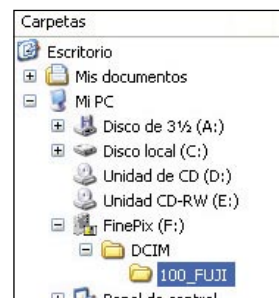 Carpetas
Escritorio
Mis documentos
Mi PC
Disco de 3½ (A:)
Disco local (C:)
Unidad de CD (D:)
Unidad CD-RW (E:)
FinePix (F:)
DCIM
100_FUJI
Panel de control